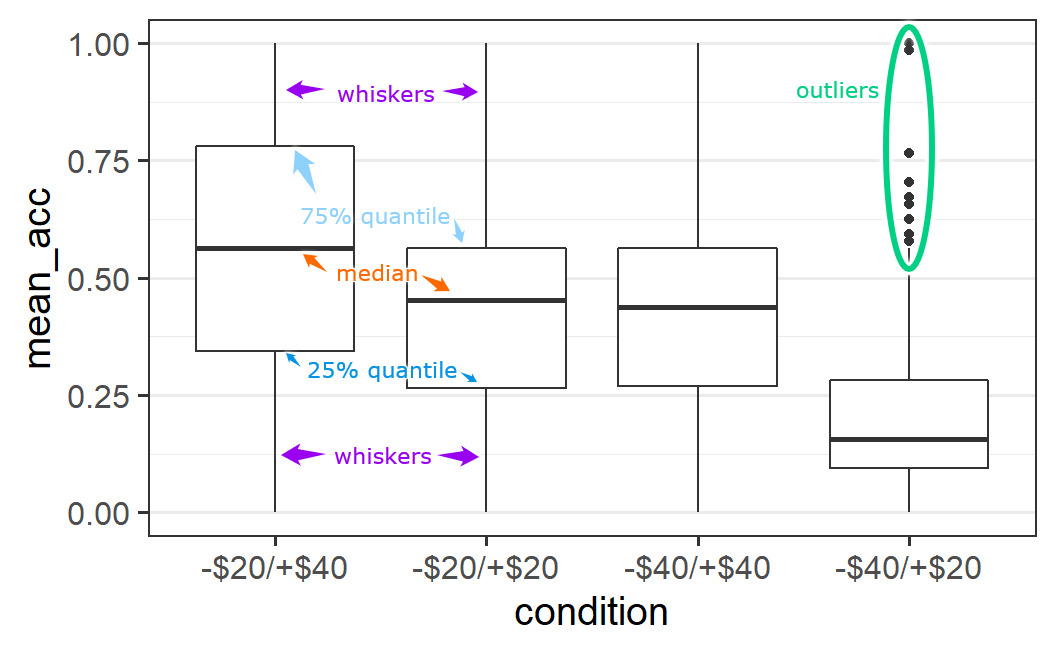 1.00
outliers
whiskers
0.75
75% quantile
mean_acc
0.50
median
25% quantile
0.25
whiskers
0.00
-$20/+$40 -$20/+$20 -$40/+$40 -$40/+$20
condition